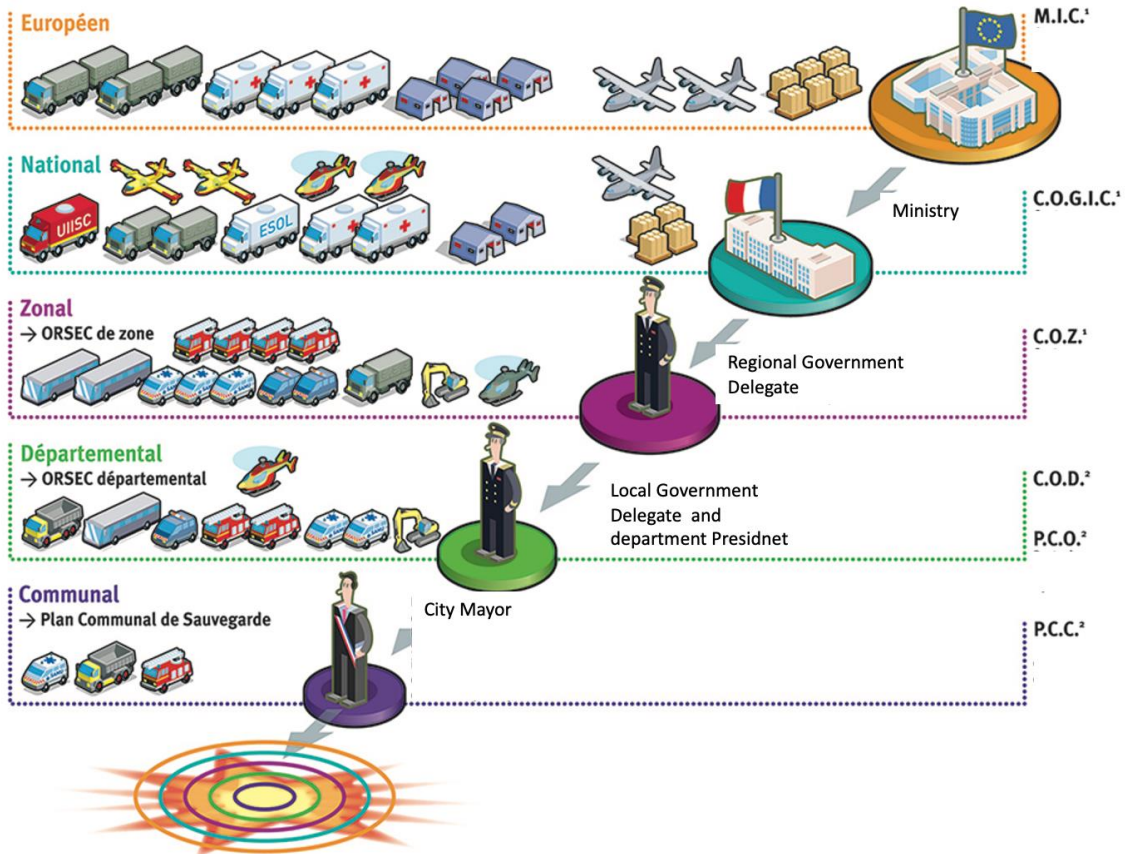 Européen
M.I.C.¹
National
UIISC
ESOL
Ministry
C.O.G.I.C.¹
Zonal
→ ORSEC de zone
Regional Government
Delegate
C.O.Z.¹
Départemental
→ ORSEC départemental
Local Government
Delegate and
department Presidnet
C.O.D.²
P.C.O.²
Communal
→ Plan Communal de Sauvegarde
City Mayor
P.C.C.²